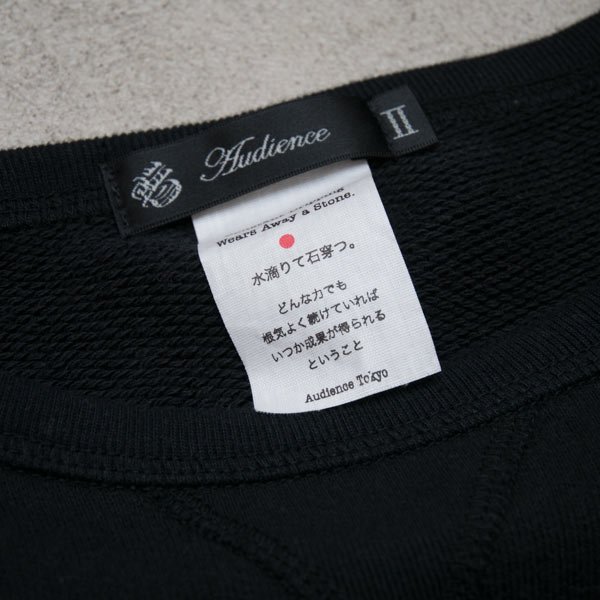 Audience
II
Wears Away a Stone.
水滴りて石穿つ。
どんな力でも
根気よく続けていれば
いつか成果が得られる
ということ
Audience Tokyo